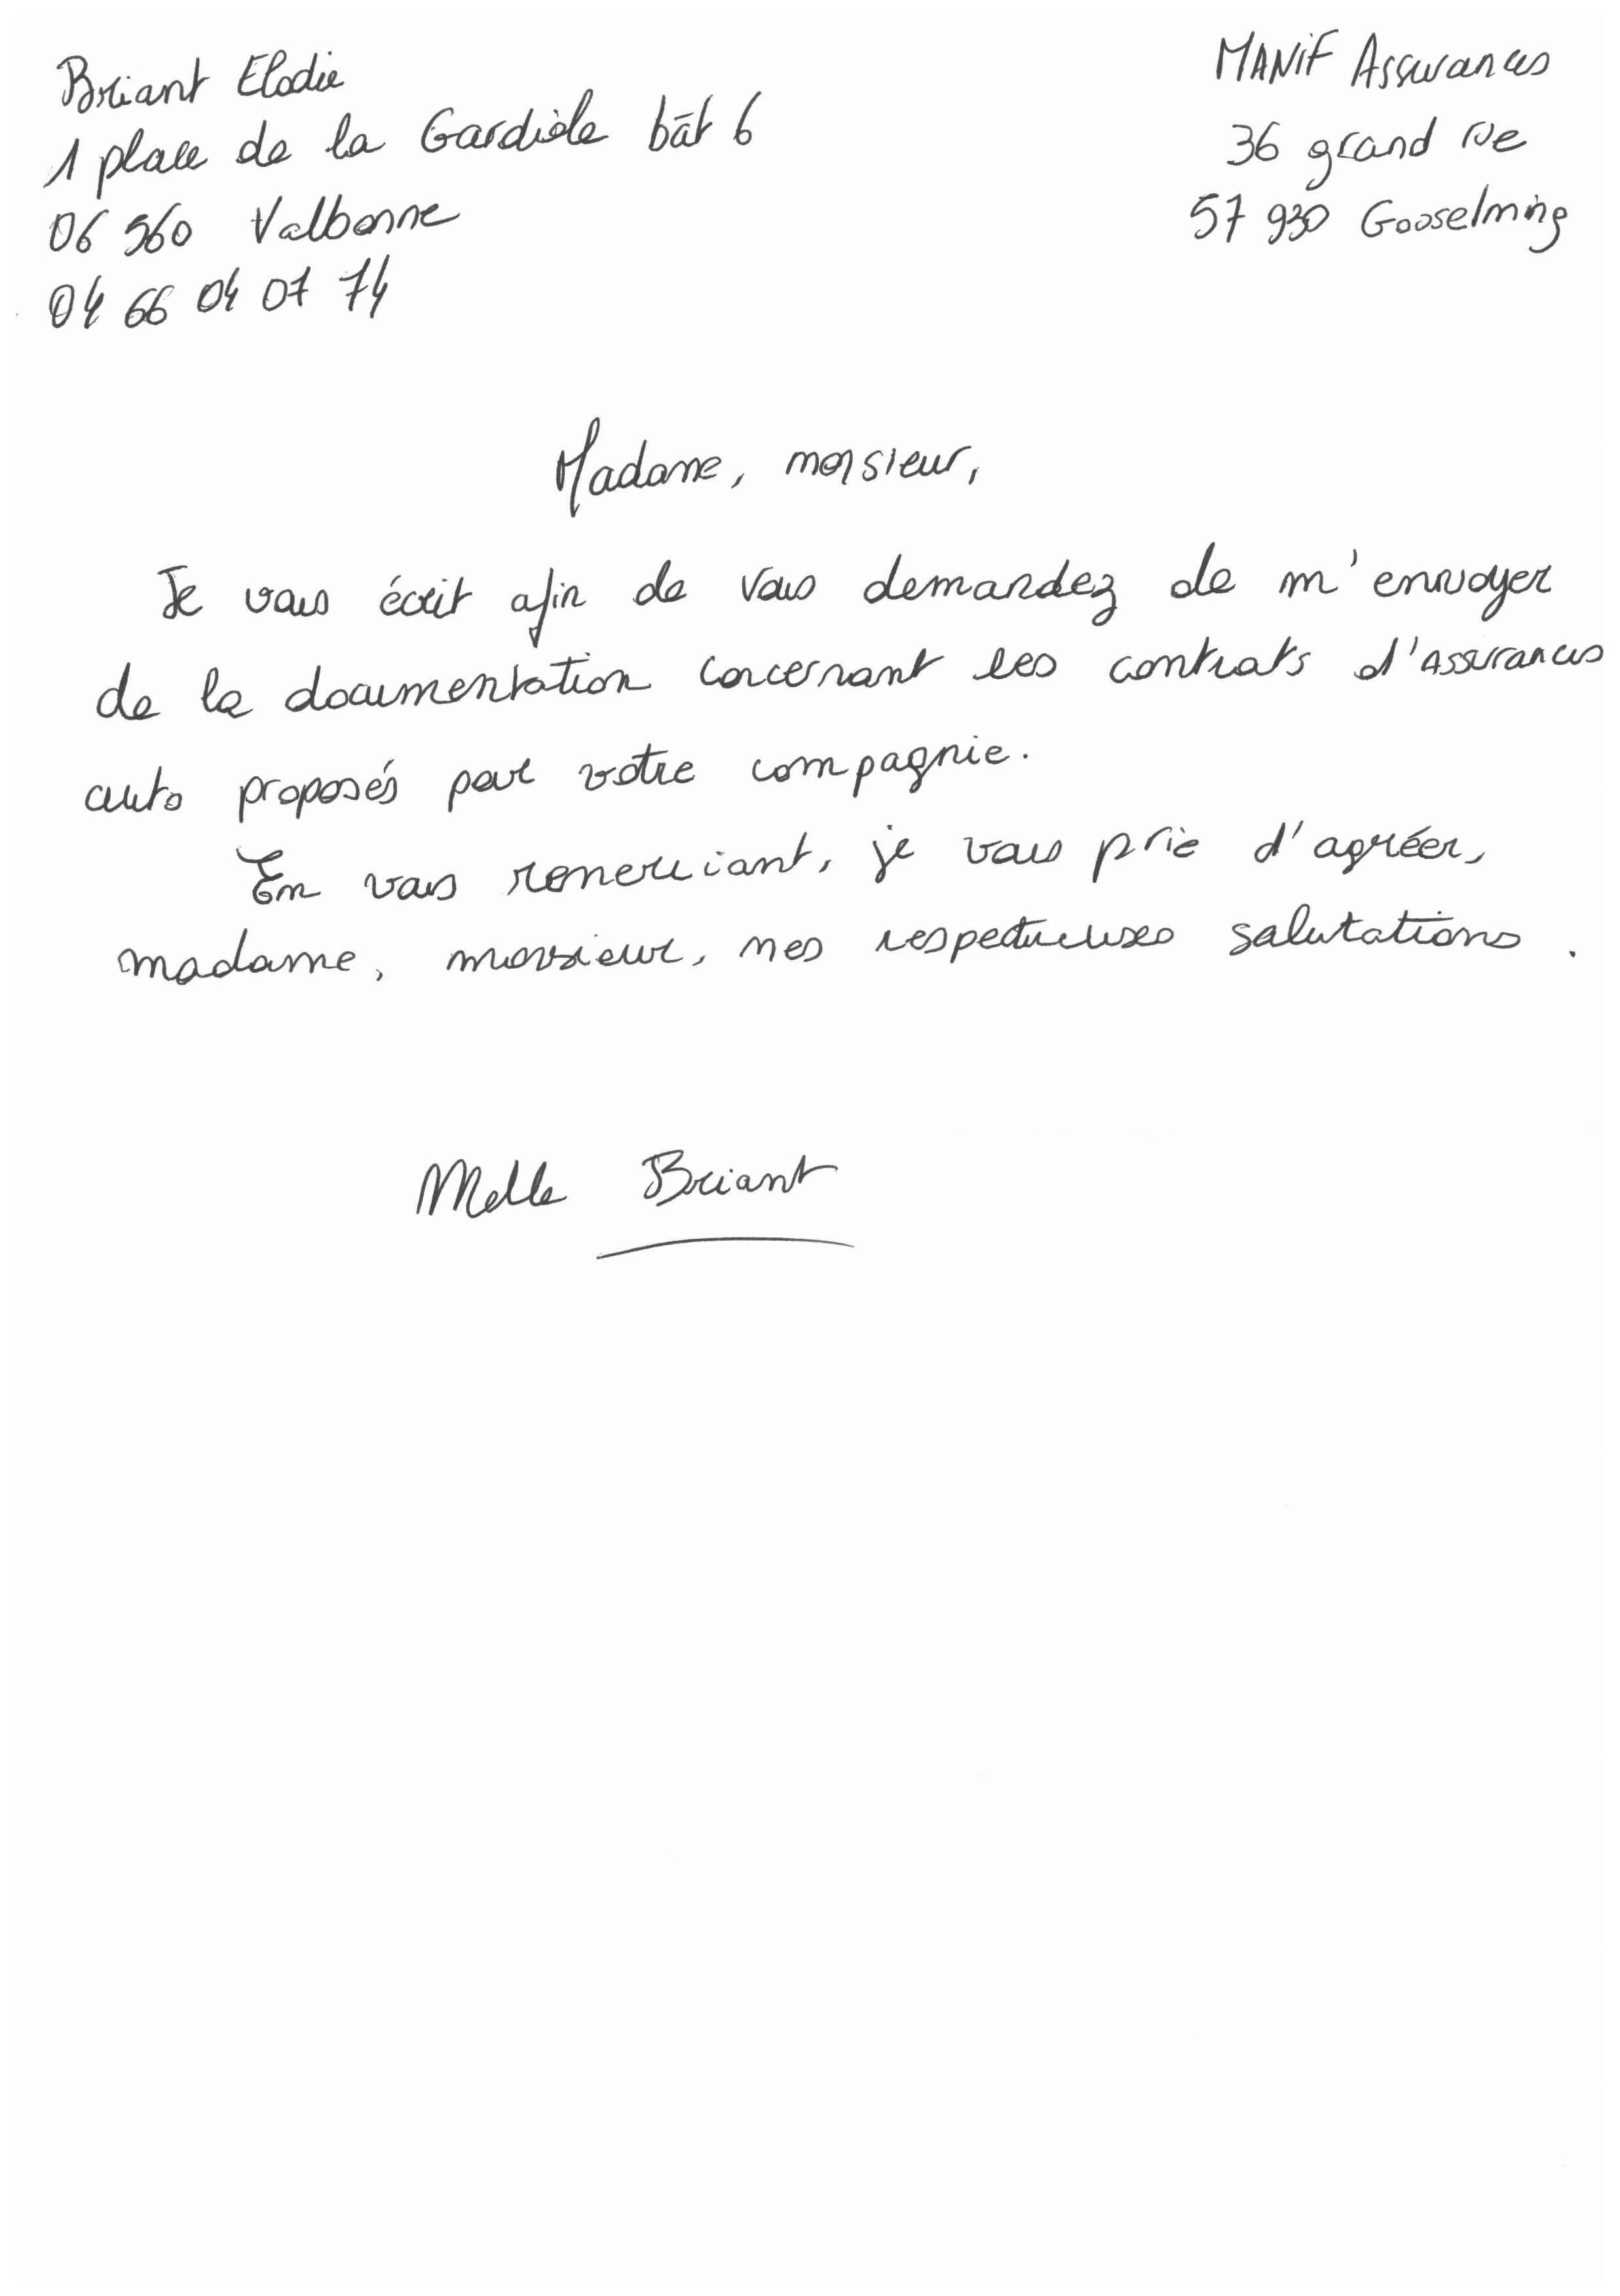 Briant Elodie
1 place de la Gardiole bât 6
06 560 Valbonne
04 66 04 07 74
MANiF Assurances
36 grand rue
57 930 Gosselming
Madame, monsieur,
Je vous écrit afin de vous demandez de m'envoyer
de la documentation concernant les contrats d'Assurances
auto proposés par votre compagnie.
En vous remerciant, je vous prie d'agréer,
madame, monsieur, mes respectueuses salutations.
Melle Briant